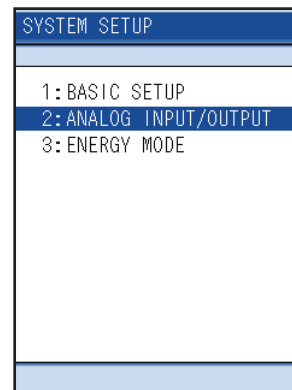 SYSTEM SETUP
1:BASIC SETUP
2:ANALOG INPUT/OUTPUT
3:ENERGY MODE